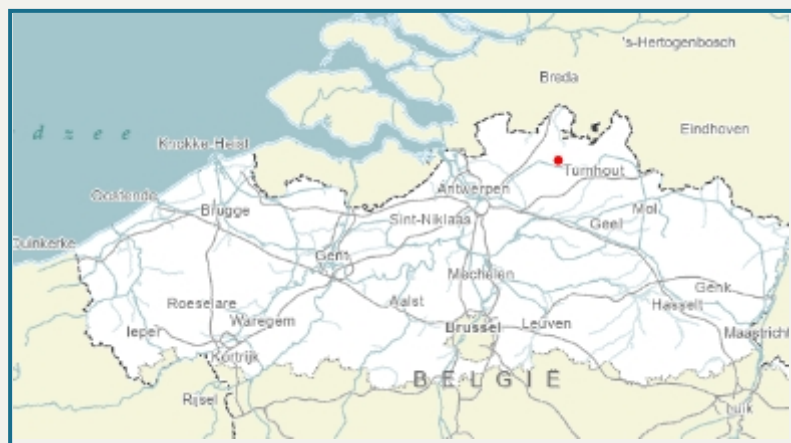 's-Hertogenbosch
Breda
Eindhoven
d z e e
Knokke-Heist
Turnhout
Antwerpen
Oostende
Mol
Brugge
Sint-Niklaas
Geel
Duinkerke
Gent
Mechelen
Genk
Roeselare
Aalst
Hasselt
Waregem
Brussel
Leuven
Ieper
Maastricht
Kortrijk
BELGIË
Rijsel
Luik